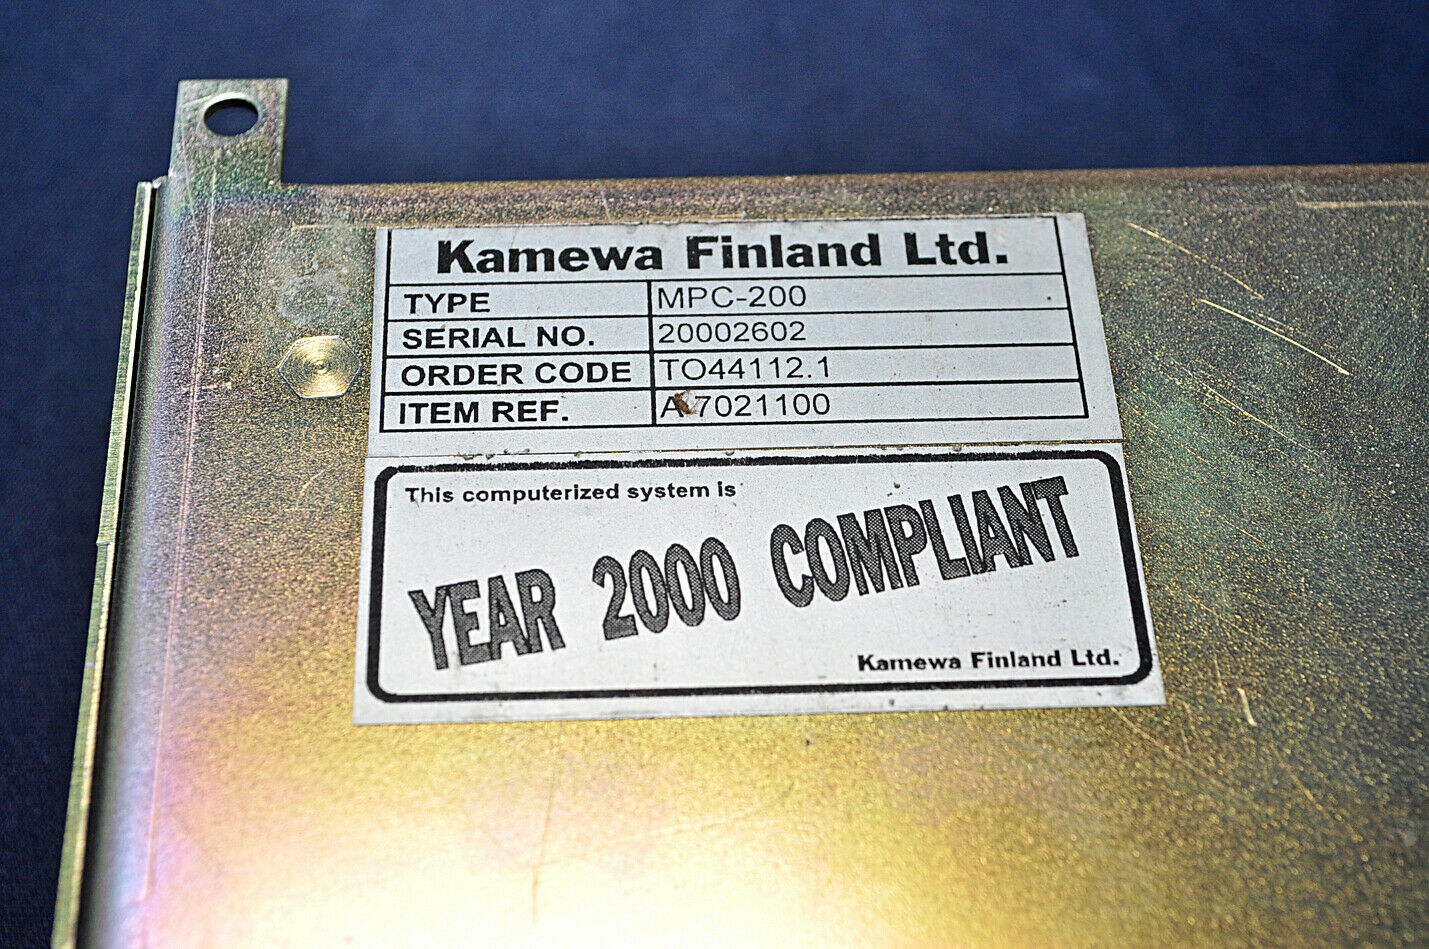 Kamewa Finland Ltd.
TYPE MPC-200
SERIAL NO. 20002602
ORDER CODE TO44112.1
ITEM REF. A 7021100
This computerized system is
YEAR 2000 COMPLIANT
Kamewa Finland Ltd.